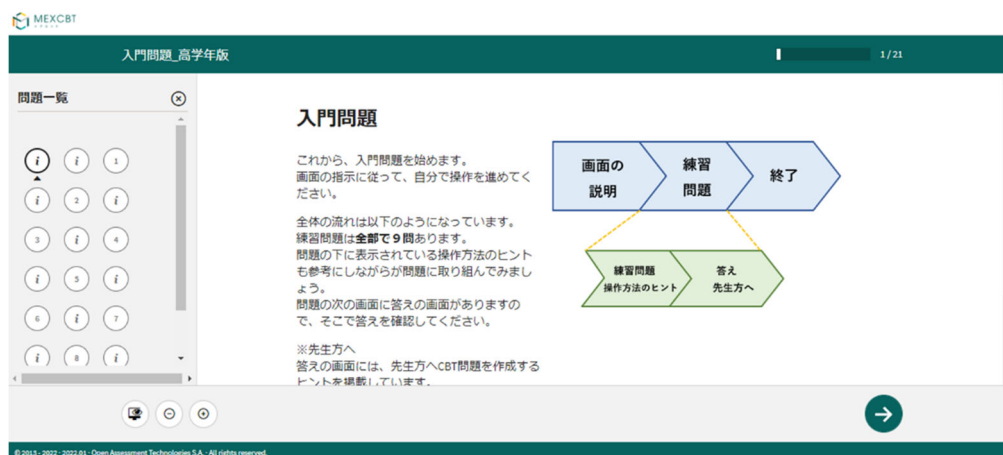 MEXCBT
入門問題_高学年版
1 / 21
問題一覧
i i 1
i 2 i
3 i 4
i 5 i
6 i 7
i 8 i
入門問題
これから、入門問題を始めます。
画面の指示に従って、自分で操作を進めてく
ださい。
全体の流れは以下のようになっています。
練習問題は全部で９問あります。
問題の下に表示されている操作方法のヒント
も参考にしながらが問題に取り組んでみまし
ょう。
問題の次の画面に答えの画面がありますの
で、そこで答えを確認してください。
※先生方へ
答えの画面には、先生方へCBT問題を作成する
ヒントを掲載しています。
画面の
説明
練習
問題
終了
練習問題
操作方法のヒント
答え
先生方へ
© 2013 - 2022 · 2022.01 · Open Assessment Technologies S.A. · All rights reserved.